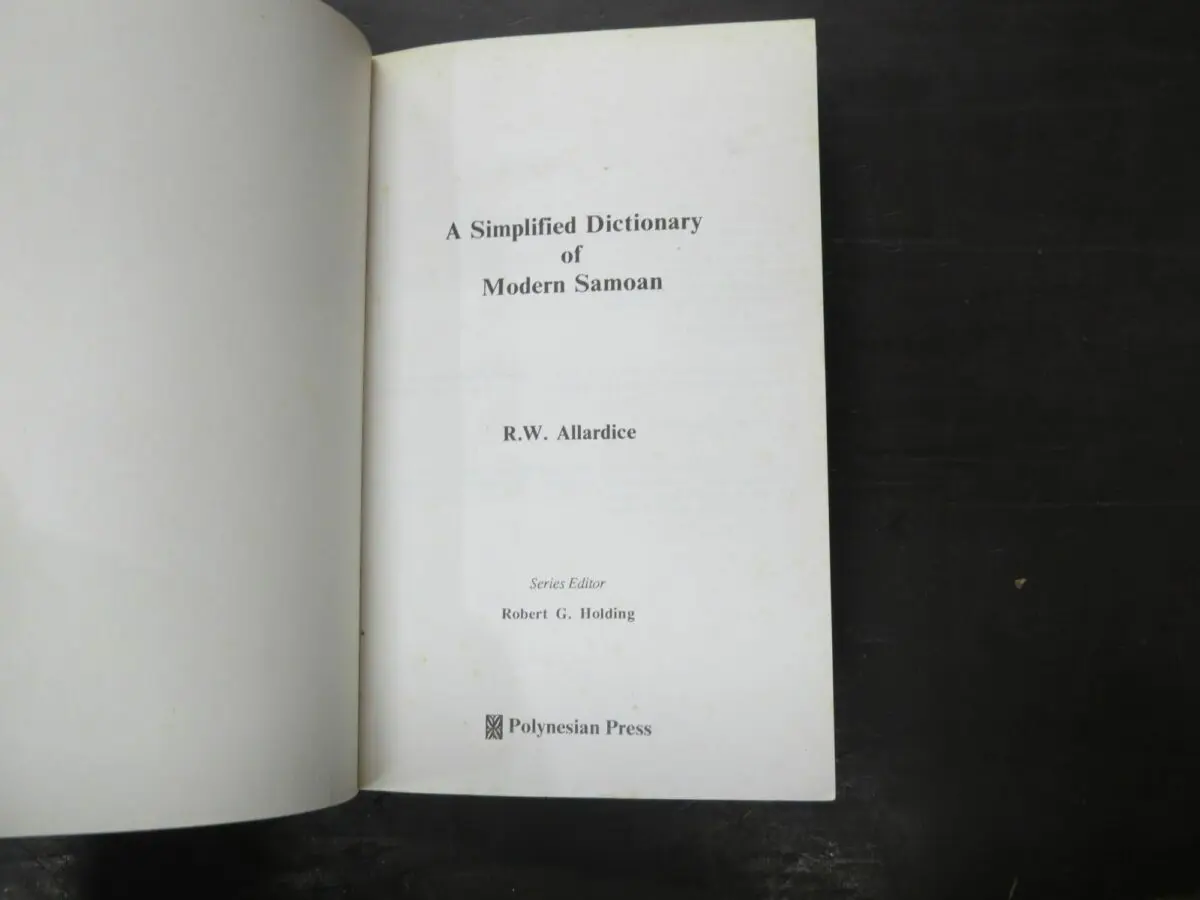 A Simplified Dictionary
of
Modern Samoan
R.W. Allardice
Series Editor
Robert G. Holding
Polynesian Press